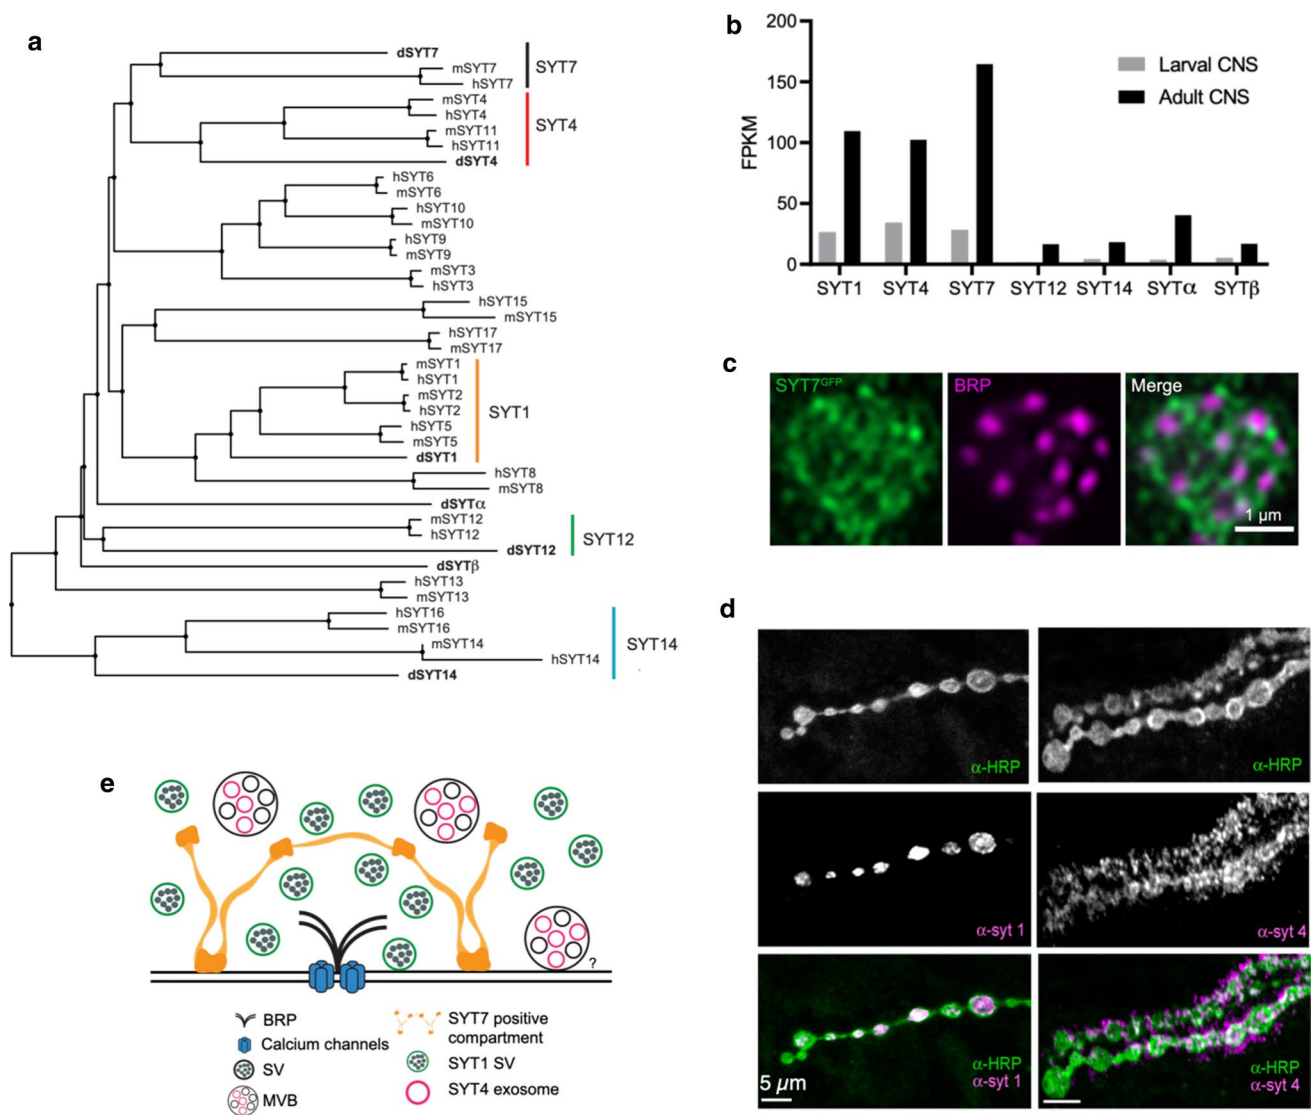 a
dSYT7
mSYT7
hSYT7
SYT7
mSYT4
hSYT4
mSYT11
hSYT11
dSYT4
SYT4
hSYT6
mSYT6
hSYT10
mSYT10
hSYT9
mSYT9
mSYT3
hSYT3
hSYT15
mSYT15
hSYT17
mSYT17
mSYT1
hSYT1
mSYT2
hSYT2
hSYT5
mSYT5
dSYT1
SYT1
hSYT8
mSYT8
dSYTα
mSYT12
hSYT12
dSYT12
SYT12
dSYTβ
hSYT13
mSYT13
hSYT16
mSYT16
mSYT14
hSYT14
dSYT14
SYT14
b
200
150
100
50
0
FPKM
Larval CNS
Adult CNS
SYT1 SYT4 SYT7 SYT12 SYT14 SYTα SYTβ
c
SYT7GFP
BRP
Merge
1 µm
d
α-HRP
α-HRP
α-syt 1
α-syt 4
α-HRP
α-syt 1
5 µm
α-HRP
α-syt 4
e
?
BRP
Calcium channels
SV
MVB
SYT7 positive
compartment
SYT1 SV
SYT4 exosome